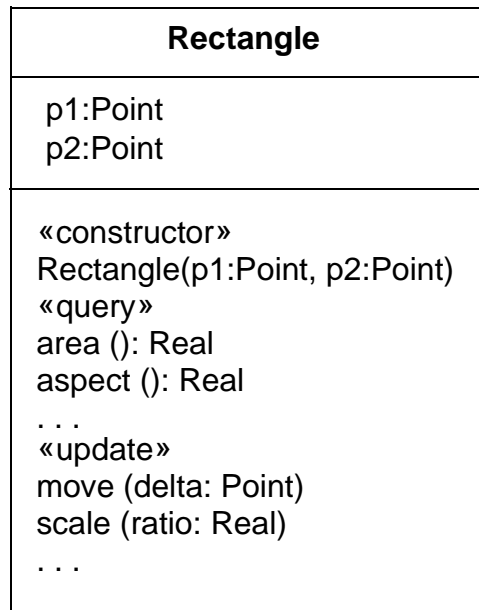 Rectangle
p1:Point
p2:Point
«constructor»
Rectangle(p1:Point, p2:Point)
«query»
area (): Real
aspect (): Real
. . .
«update»
move (delta: Point)
scale (ratio: Real)
. . .